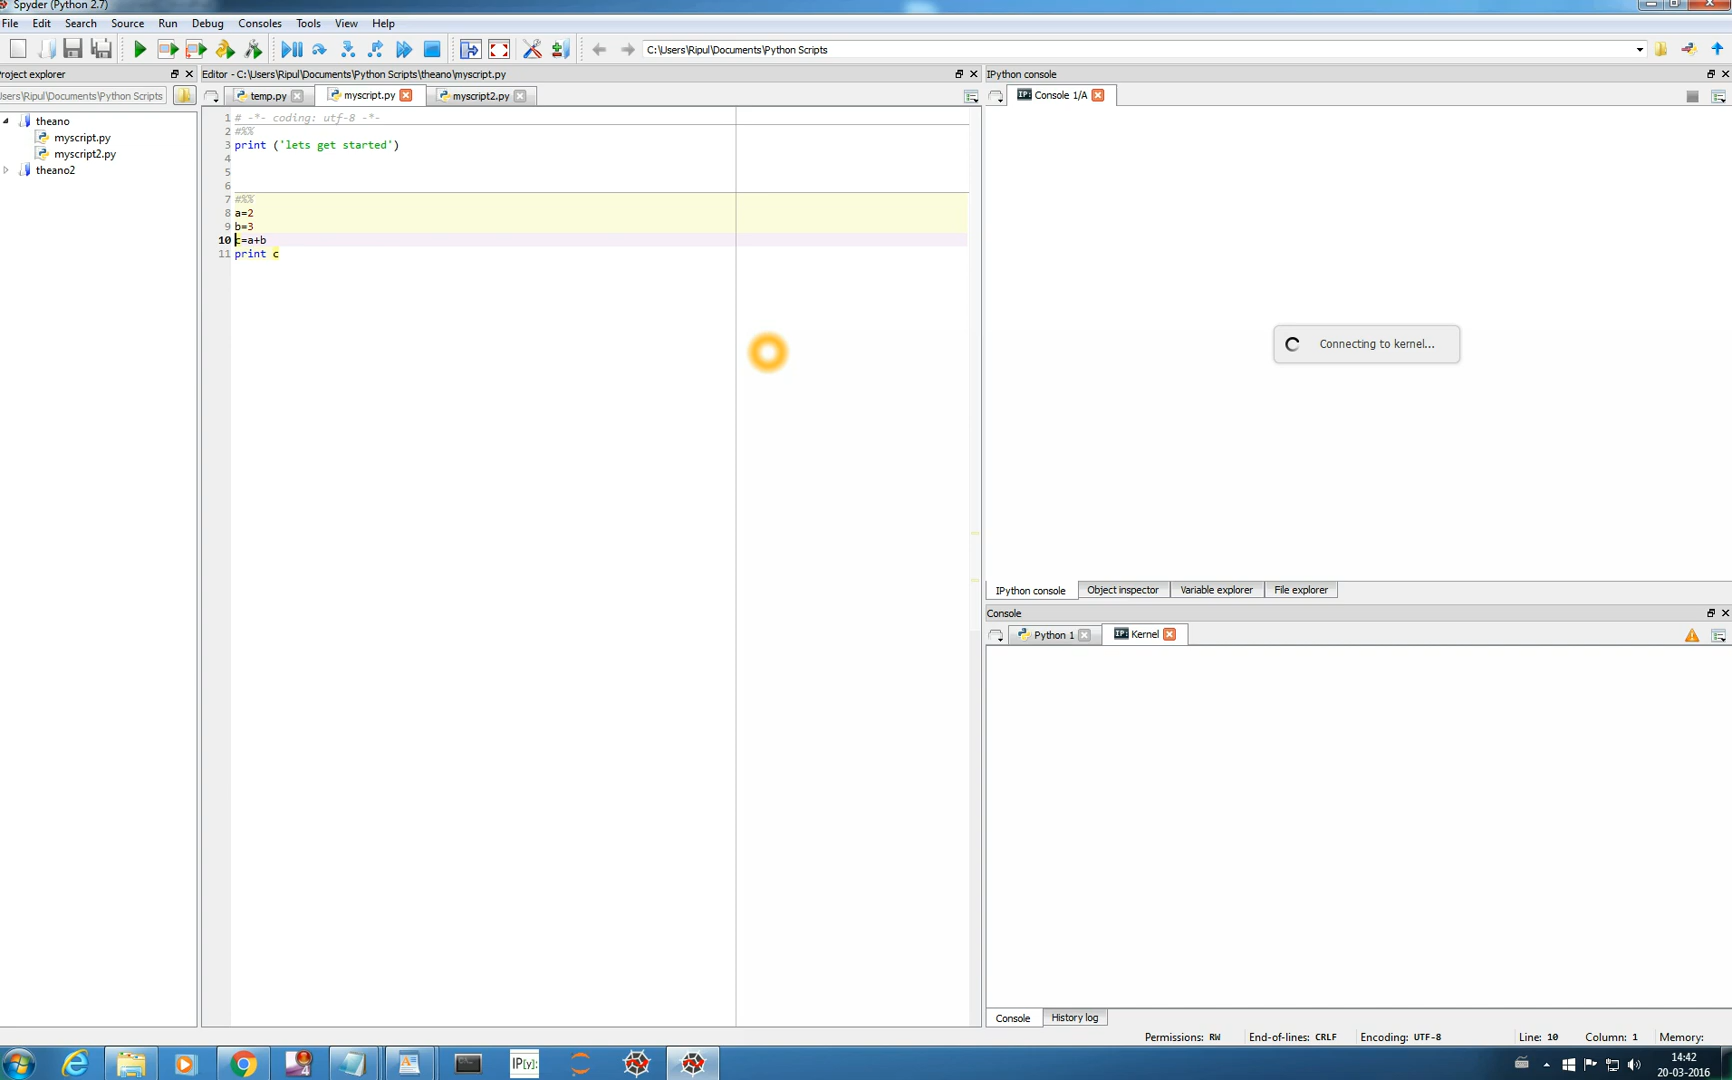 Spyder (Python 2.7)
File Edit Search Source Run Debug Consoles Tools View Help
C:\Users\Ripul\Documents\Python Scripts
roject explorer
Editor - C:\Users\Ripul\Documents\Python Scripts\theano\myscript.py
IPython console
sers\Ripul\Documents\Python Scripts
temp.py
myscript.py
myscript2.py
Console 1/A
theano
myscript.py
myscript2.py
theano2
1 # -*- coding: utf-8 -*-
2 #%%
3 print ('lets get started')
4
5
6
7 #%%
8 a=2
9 b=3
10 c=a+b
11 print c
Connecting to kernel...
IPython console Object inspector Variable explorer File explorer
Console
Python 1 Kernel
Console History log
Permissions: RW End-of-lines: CRLF Encoding: UTF-8 Line: 10 Column: 1 Memory:
4
IP[y]:
14:42
20-03-2016